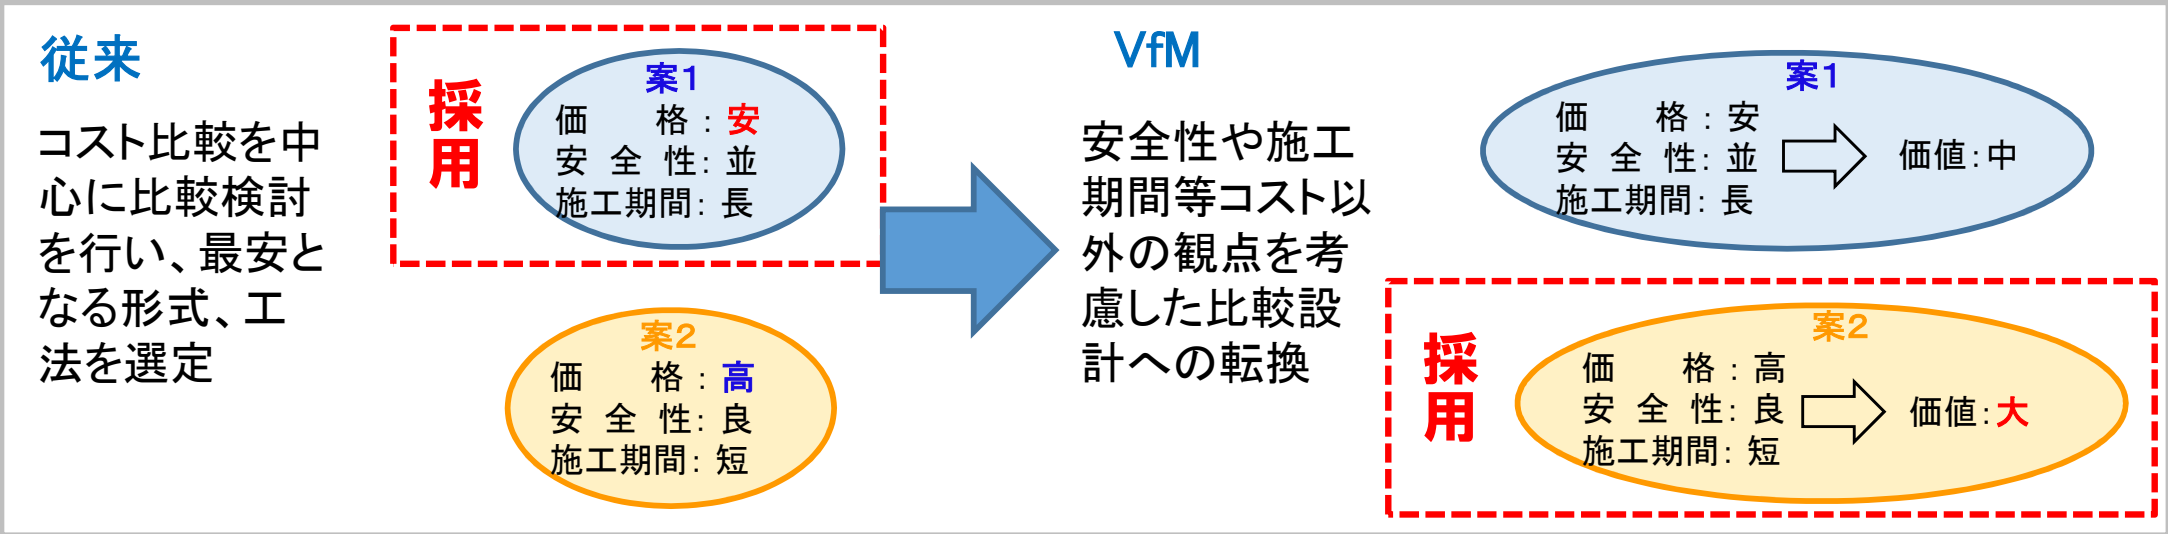 従来
コスト比較を中
心に比較検討
を行い、最安と
なる形式、工
法を選定
採
用
案1
価　　格：安
安 全 性：並
施工期間：長
案2
価　　格：高
安 全 性：良
施工期間：短
VfM
安全性や施工
期間等コスト以
外の観点を考
慮した比較設
計への転換
案1
価　　格：安
安 全 性：並
施工期間：長
価値：中
採
用
案2
価　　格：高
安 全 性：良
施工期間：短
価値：大